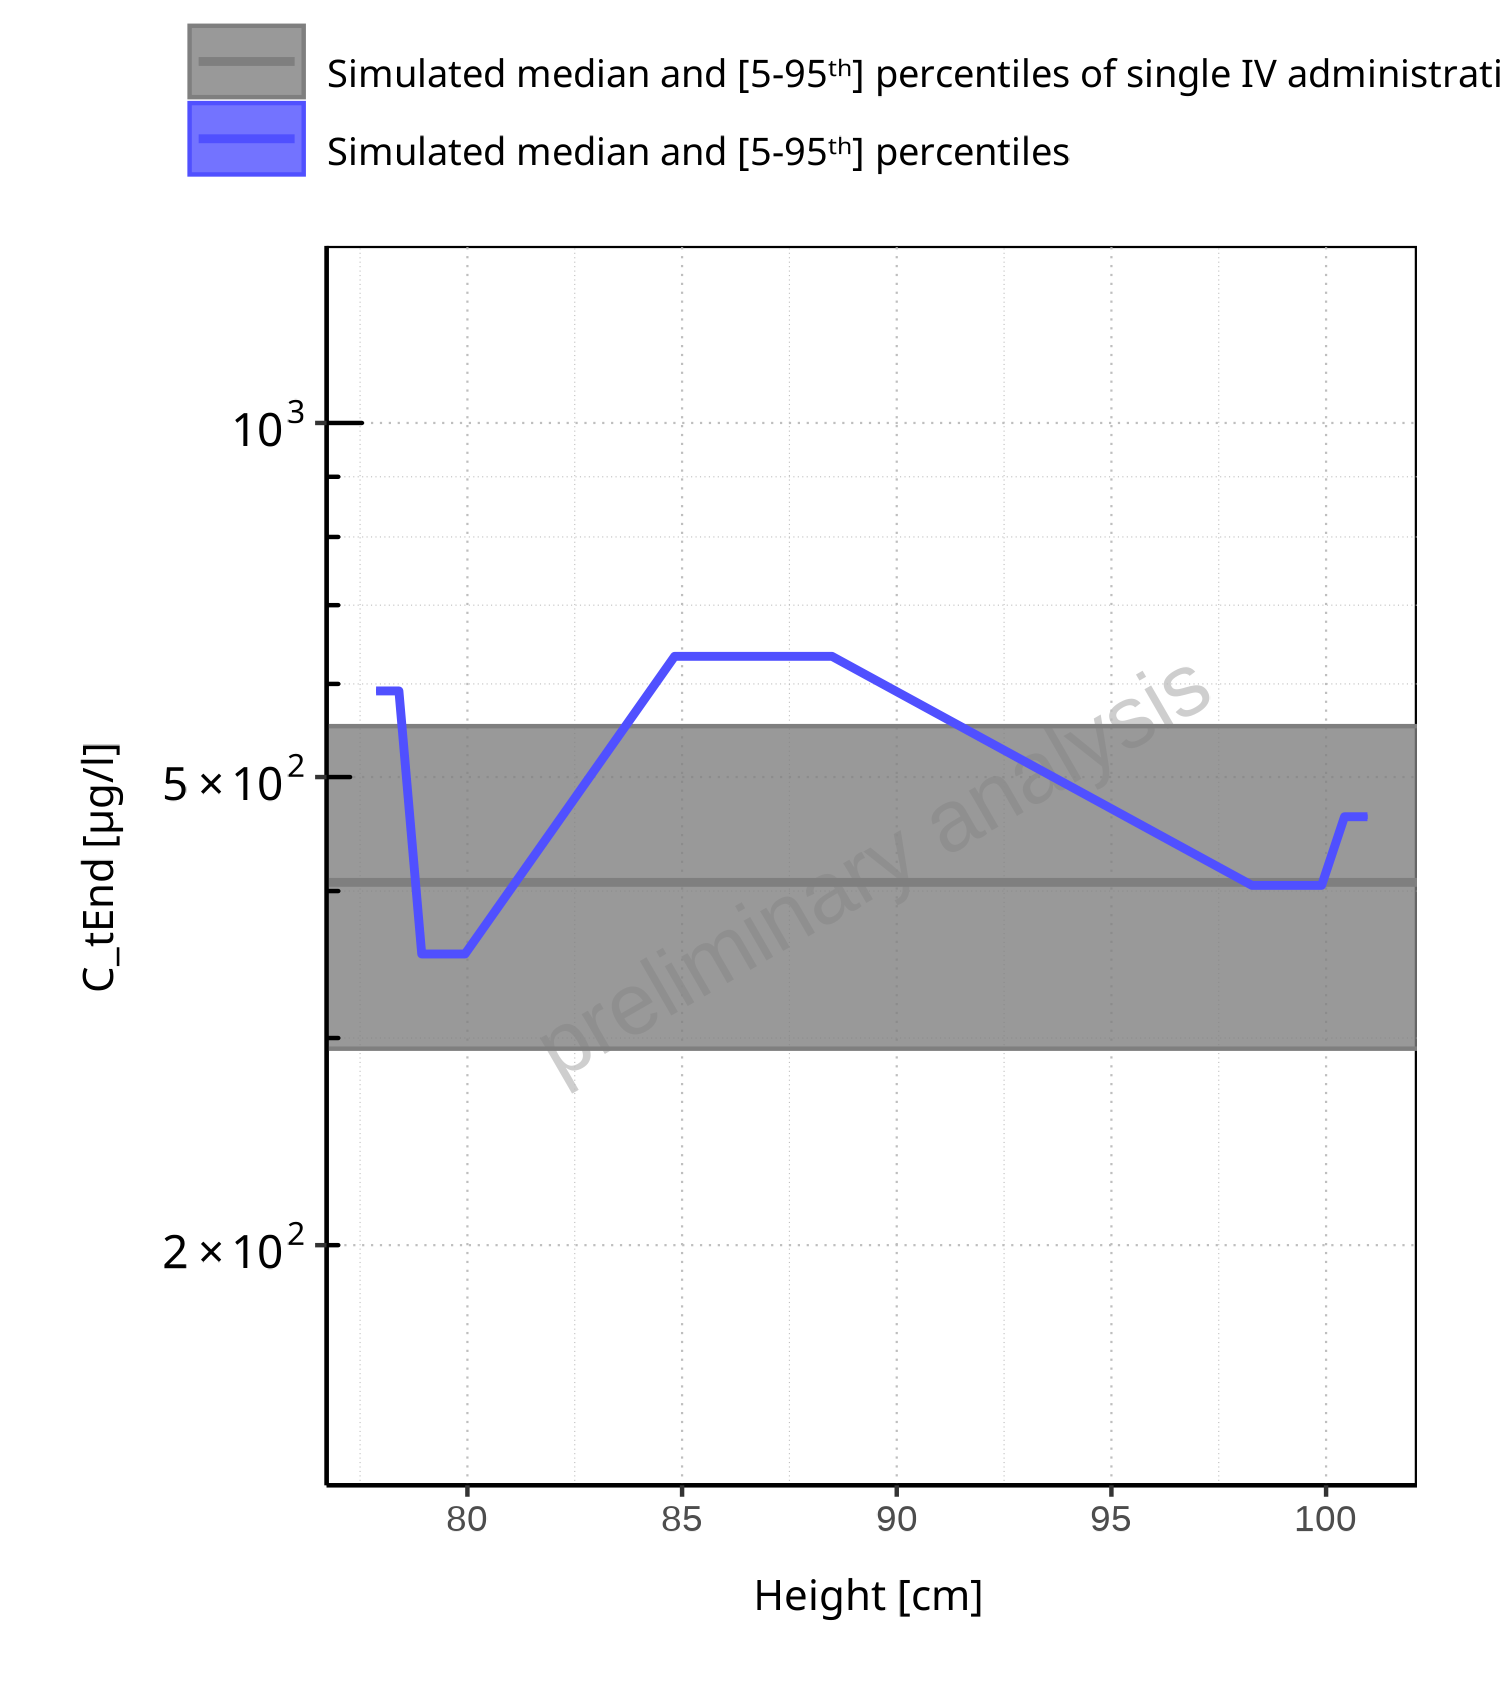 Simulated median and [5-95ᵗʰ] percentiles of single IV administrati
Simulated median and [5-95ᵗʰ] percentiles
10³
5 × 10²
2 × 10²
C_tEnd [µg/l]
preliminary analysis
80 85 90 95 100
Height [cm]